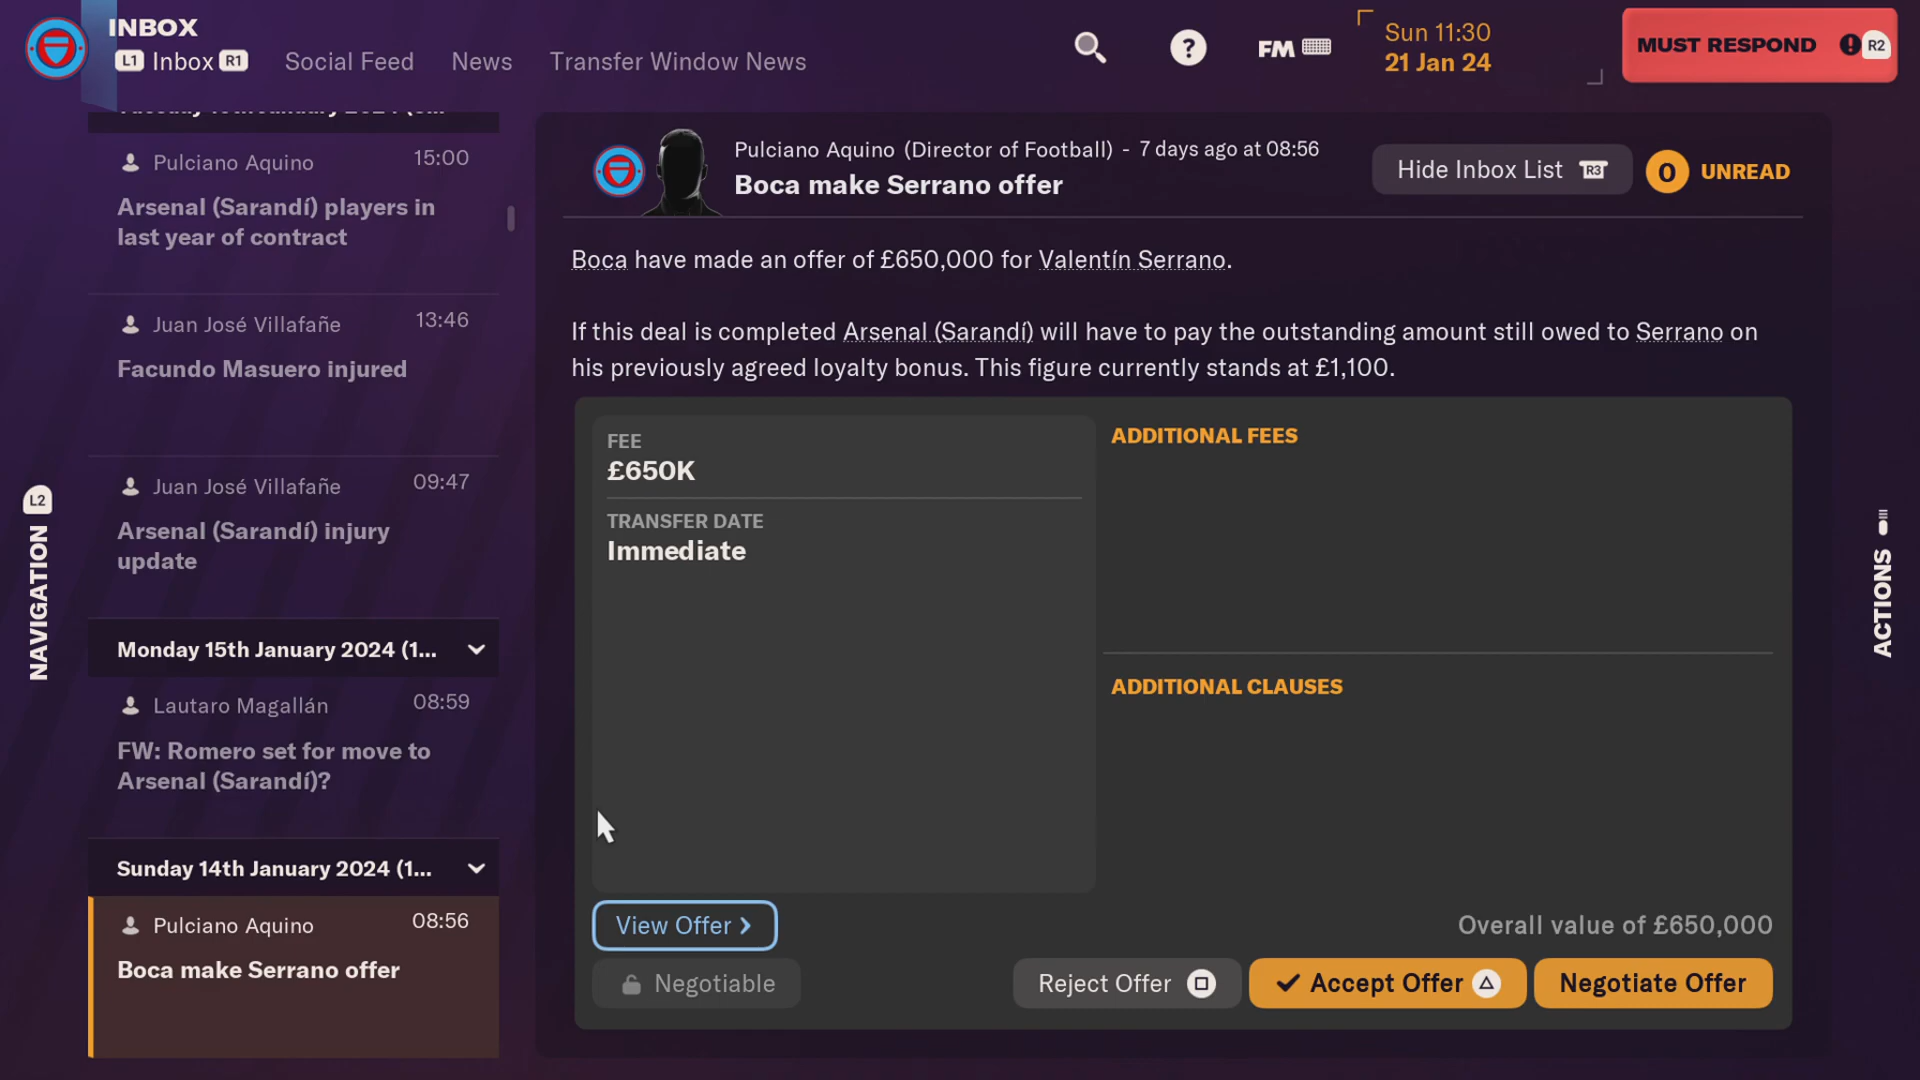 INBOX
L1 Inbox R1
Social Feed
News
Transfer Window News
?
FM
Sun 11:30
21 Jan 24
MUST RESPOND
R2
Pulciano Aquino
15:00
Arsenal (Sarandí) players in
last year of contract
Juan José Villafañe
13:46
Facundo Masuero injured
Juan José Villafañe
09:47
Arsenal (Sarandí) injury
update
Monday 15th January 2024 (1...
Lautaro Magallán
08:59
FW: Romero set for move to
Arsenal (Sarandí)?
Sunday 14th January 2024 (1...
Pulciano Aquino
08:56
Boca make Serrano offer
L2
NAVIGATION
Pulciano Aquino (Director of Football) - 7 days ago at 08:56
Boca make Serrano offer
Hide Inbox List R3
0 UNREAD
Boca have made an offer of £650,000 for Valentín Serrano.
If this deal is completed Arsenal (Sarandí) will have to pay the outstanding amount still owed to Serrano on
his previously agreed loyalty bonus. This figure currently stands at £1,100.
FEE
£650K
TRANSFER DATE
Immediate
ADDITIONAL FEES
ADDITIONAL CLAUSES
View Offer
Overall value of £650,000
Negotiable
Reject Offer
Accept Offer
Negotiate Offer
ACTIONS